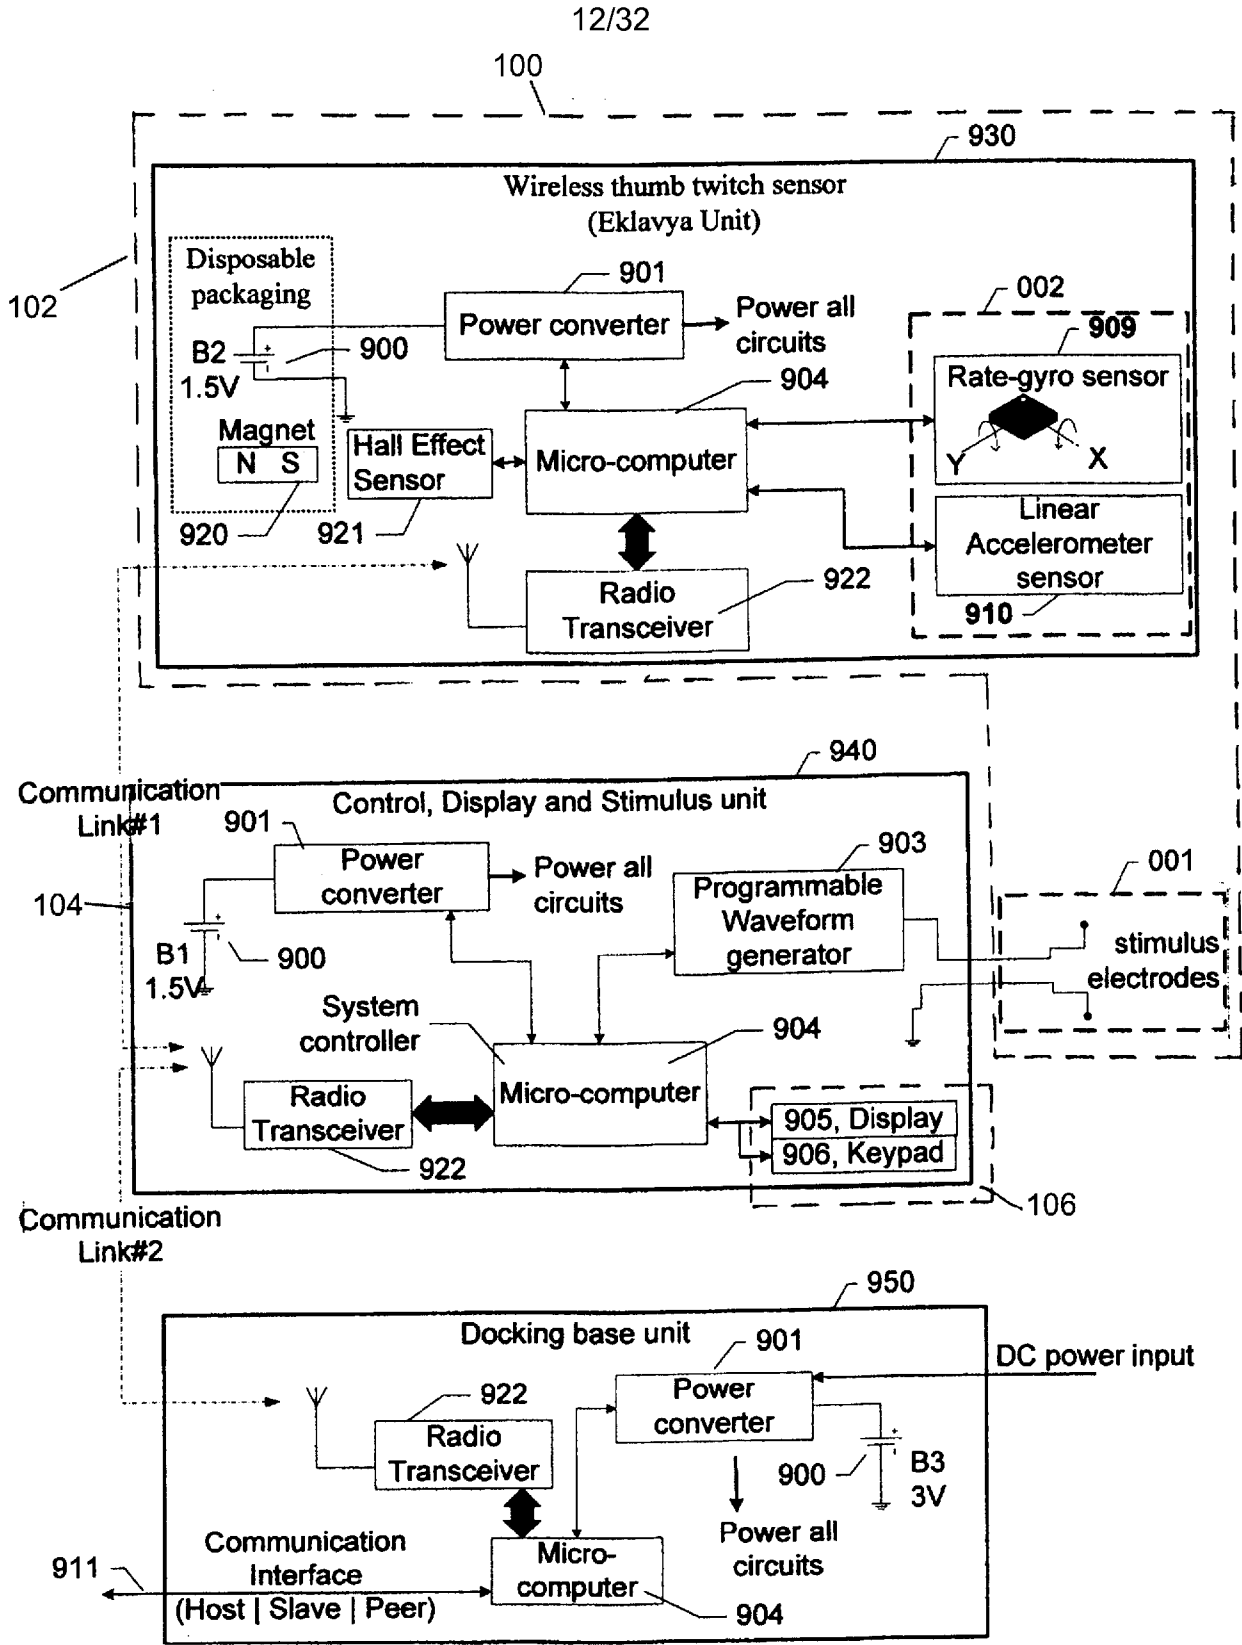 12/32
100
930
Wireless thumb twitch sensor
(Eklavya Unit)
102
Disposable
packaging
B2
1.5V
+
-
900
Magnet
N S
920
901
Power converter
Power all
circuits
904
Micro-computer
Hall Effect
Sensor
921
Radio
Transceiver
922
002
909
Rate-gyro sensor
Y
X
Linear
Accelerometer
sensor
910
940
Communication
Link#1
Control, Display and Stimulus unit
901
Power
converter
Power all
circuits
903
Programmable
Waveform
generator
001
stimulus
electrodes
104
B1
1.5V
+
-
900
System
controller
904
Micro-computer
Radio
Transceiver
922
905, Display
906, Keypad
106
Communication
Link#2
950
Docking base unit
901
Power
converter
DC power input
+
-
900
B3
3V
Power all
circuits
922
Radio
Transceiver
Micro-
computer
904
911
Communication
Interface
(Host | Slave | Peer)